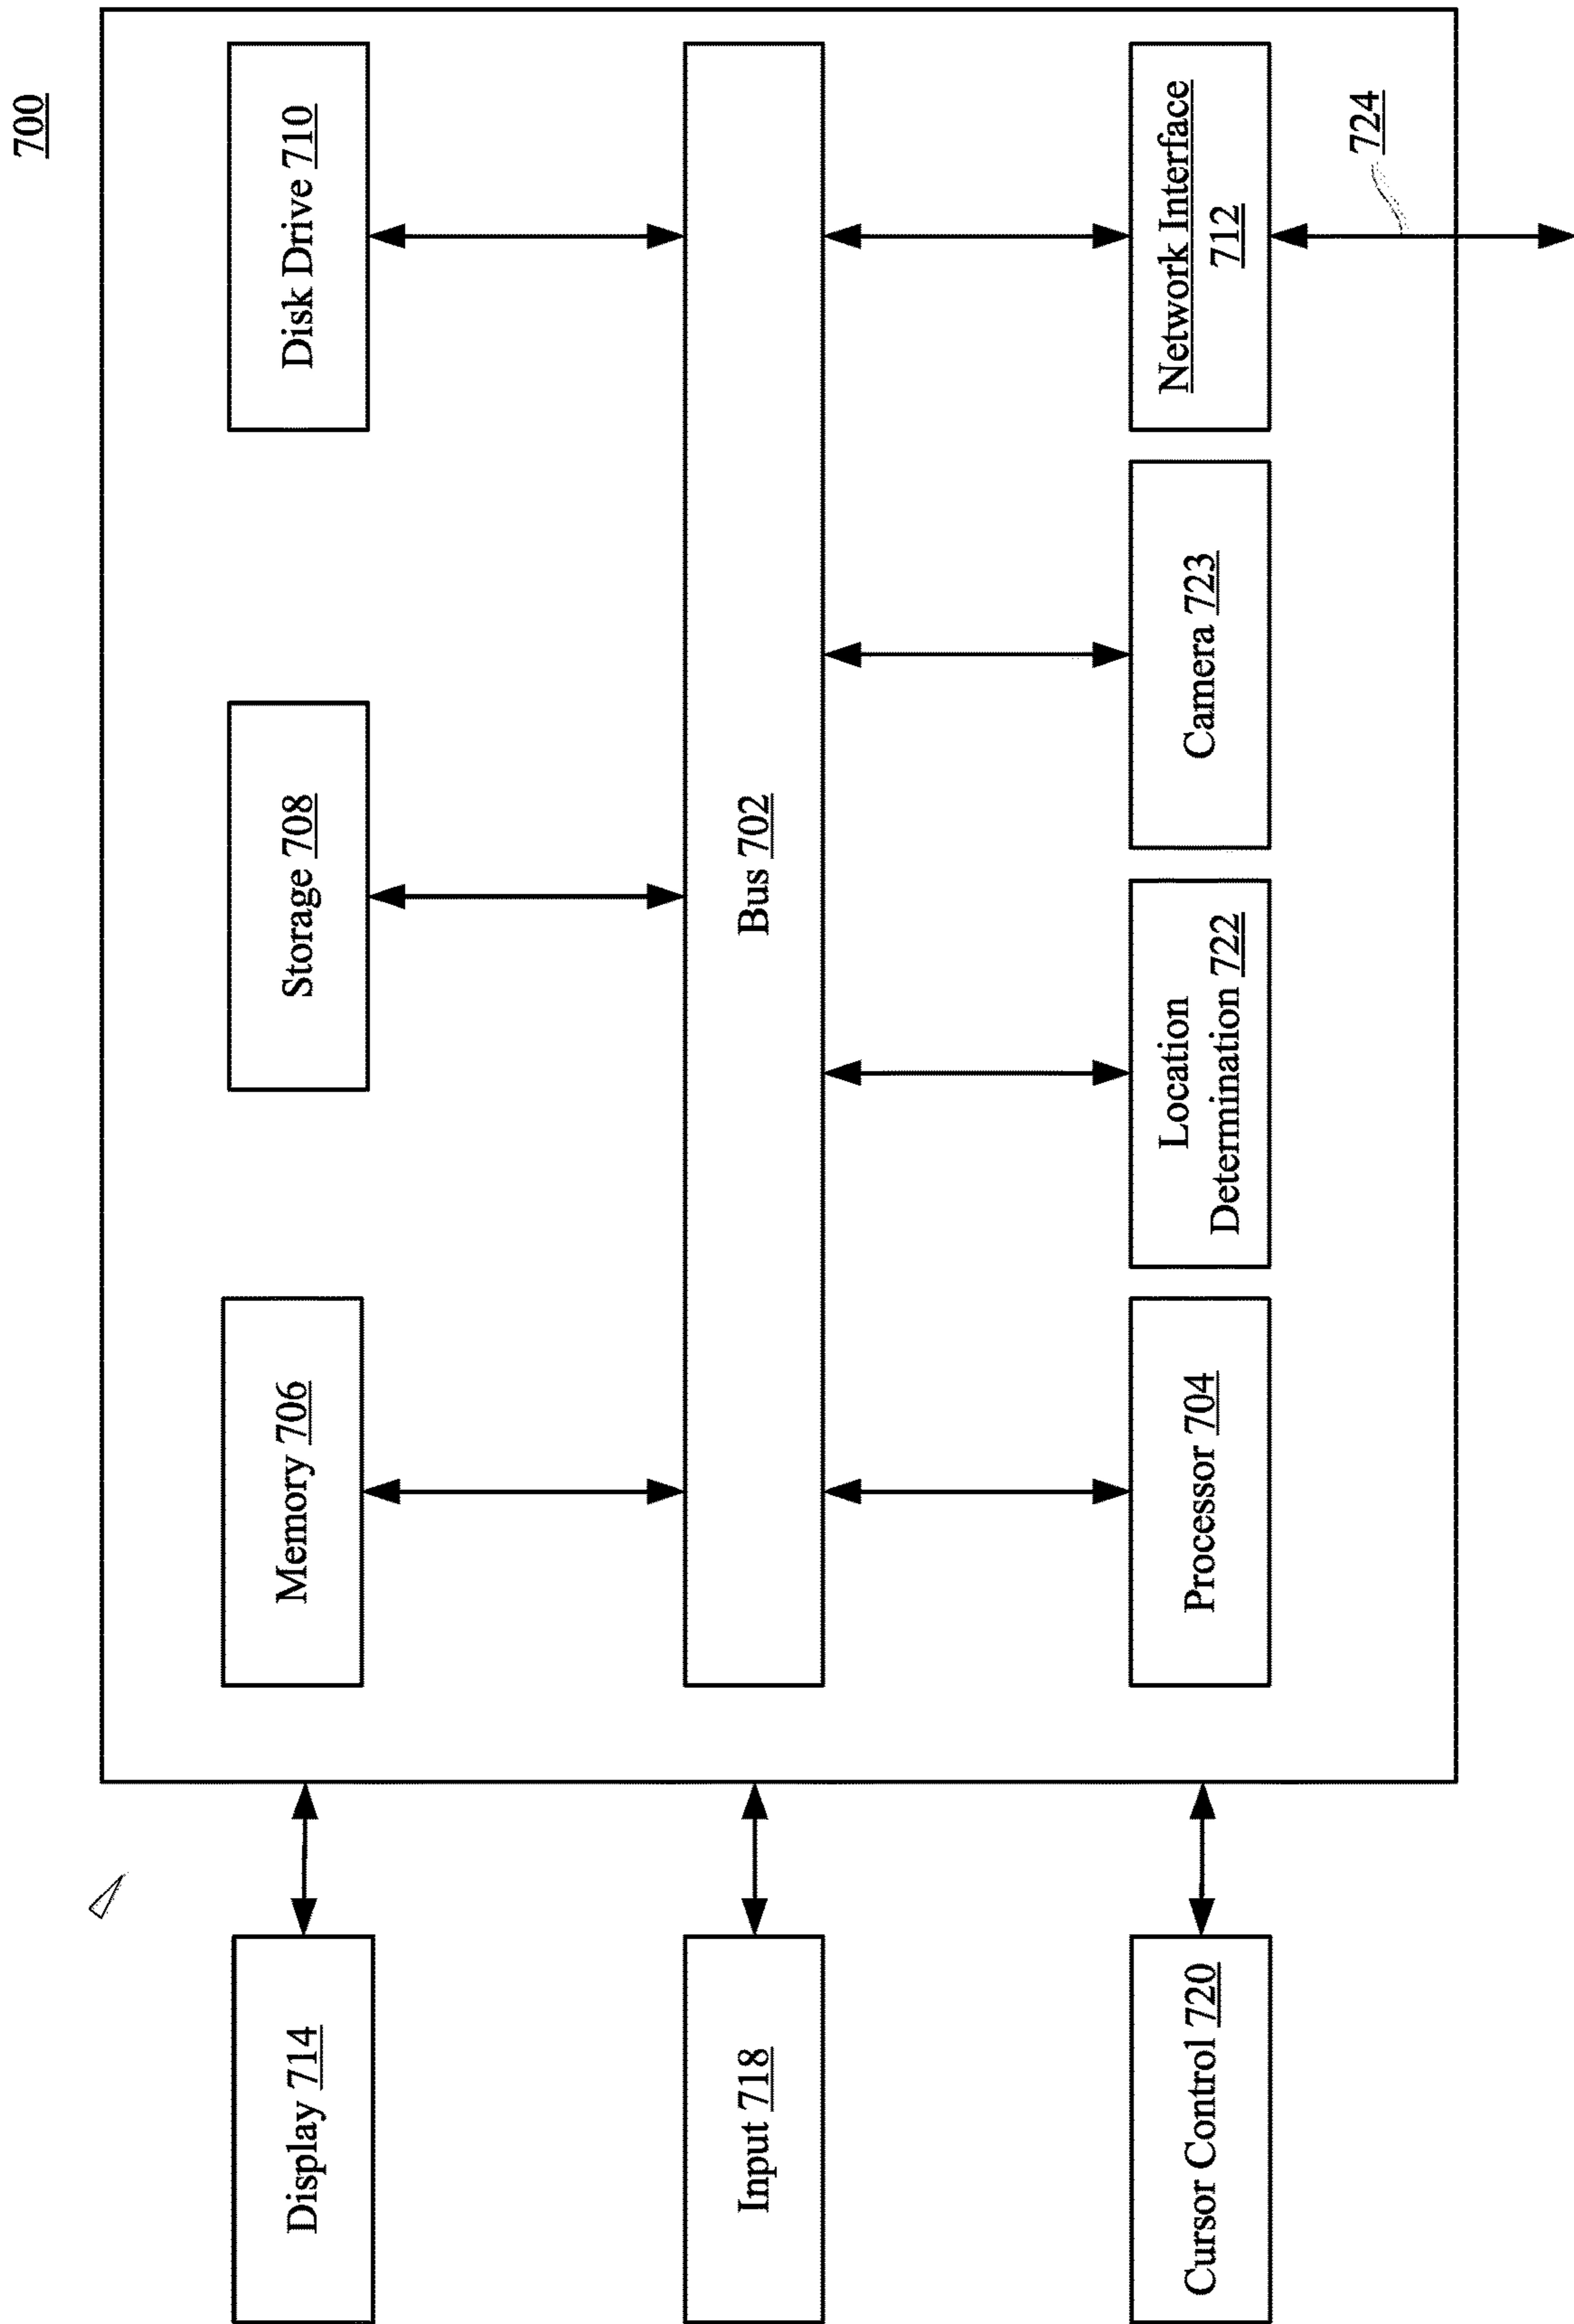 700
Display 714
Memory 706
Storage 708
Disk Drive 710
Input 718
Bus 702
Cursor Control 720
Processor 704
Location
Determination 722
Camera 723
Network Interface
712
724